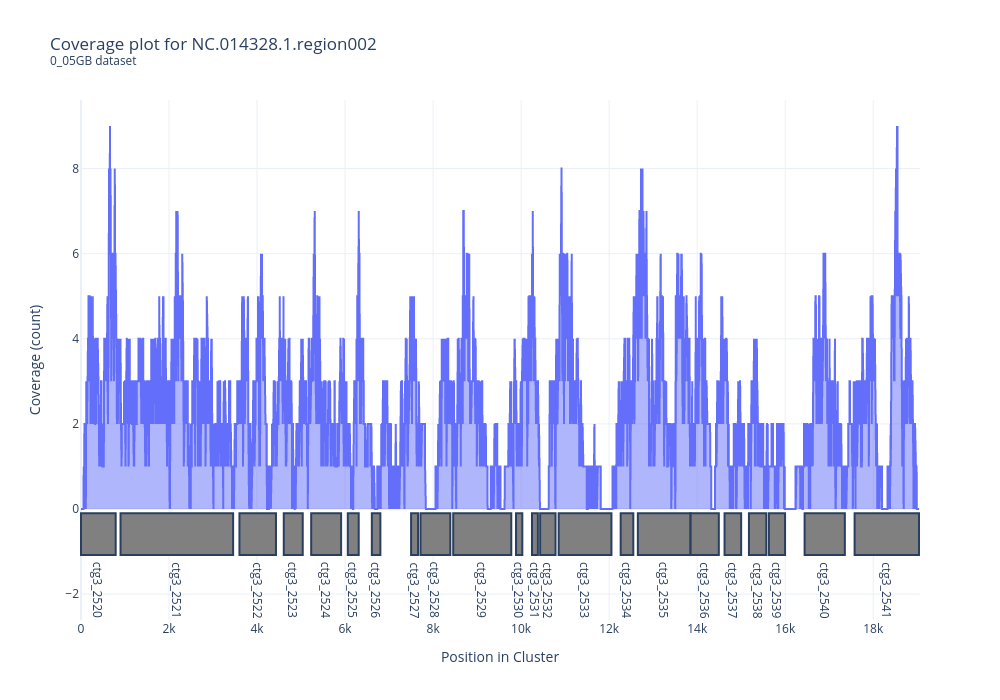 Coverage plot for NC.014328.1.region002
0_05GB dataset
Coverage (count)
8
6
4
2
0
−2
ctg3_2520
ctg3_2521
ctg3_2522
ctg3_2523
ctg3_2524
ctg3_2525
ctg3_2526
ctg3_2527
ctg3_2528
ctg3_2529
ctg3_2530
ctg3_2531
ctg3_2532
ctg3_2533
ctg3_2534
ctg3_2535
ctg3_2536
ctg3_2537
ctg3_2538
ctg3_2539
ctg3_2540
ctg3_2541
0 2k 4k 6k 8k 10k 12k 14k 16k 18k
Position in Cluster